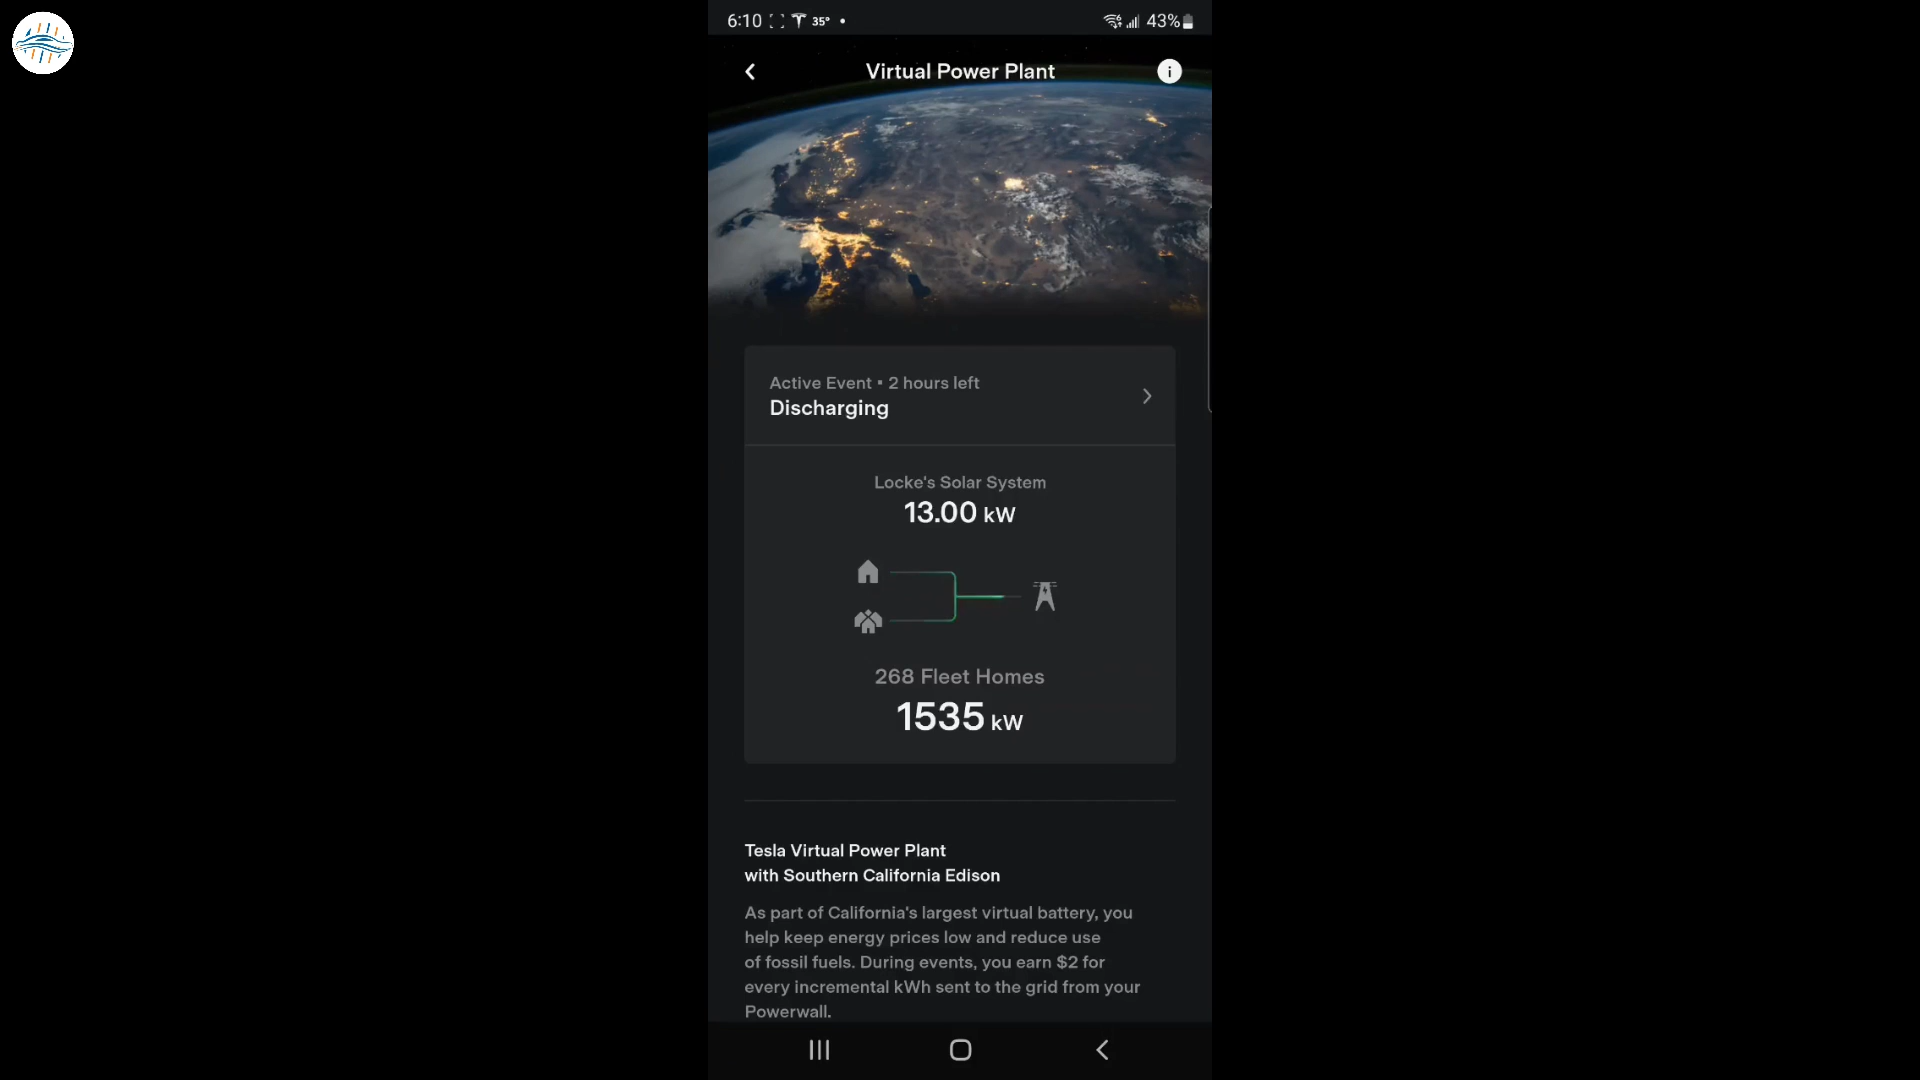 6:10 35° • 43%
Virtual Power Plant
Active Event • 2 hours left
Discharging
Locke's Solar System
13.00 kW
268 Fleet Homes
1535 kW
Tesla Virtual Power Plant
with Southern California Edison
As part of California's largest virtual battery, you
help keep energy prices low and reduce use
of fossil fuels. During events, you earn $2 for
every incremental kWh sent to the grid from your
Powerwall.